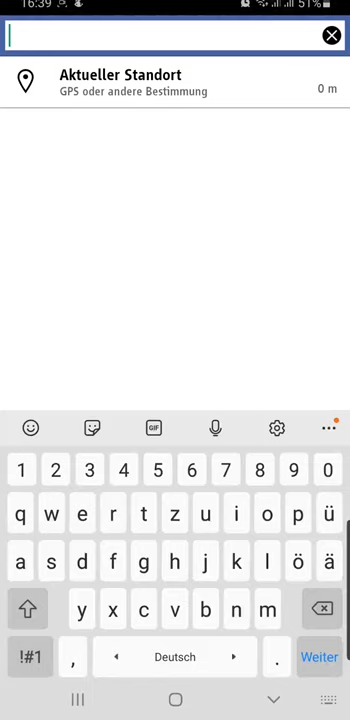 16:39
51%
Aktueller Standort
GPS oder andere Bestimmung
0 m
GIF
1 2 3 4 5 6 7 8 9 0
q w e r t z u i o p ü
a s d f g h j k l ö ä
y x c v b n m
!#1 , Deutsch . Weiter